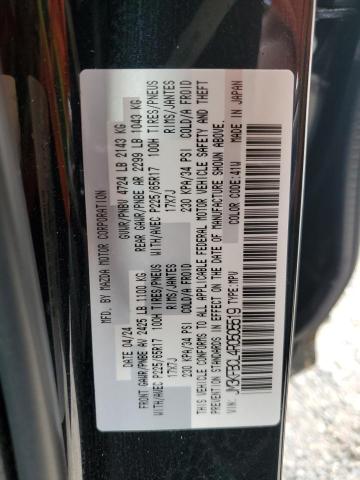 MFD. BY MAZDA MOTOR CORPORATION
04/24 GVWR/PNBV 4724 LB 2143 KG
FRONT GAWR/PNBE AV 2425 LB 1100 KG REAR GAWR/PNBE AR 2299 LB 1043 KG
WITH/AVEC P225/65R17 100H TIRES/PNEUS WITH/AVEC P225/65R17 100H TIRES/PNEUS
17X7J RIMS/JANTES 17X7J RIMS/JANTES
230 KPA/34 PSI COLD/A FROID 230 KPA/34 PSI COLD/A FROID
THIS VEHICLE CONFORMS TO ALL APPLICABLE FEDERAL MOTOR VEHICLE SAFETY AND THEFT
PREVENTION STANDARDS IN EFFECT ON THE DATE OF MANUFACTURE SHOWN ABOVE.
TYPE:MPV COLOR CODE:41W MADE IN JAPAN